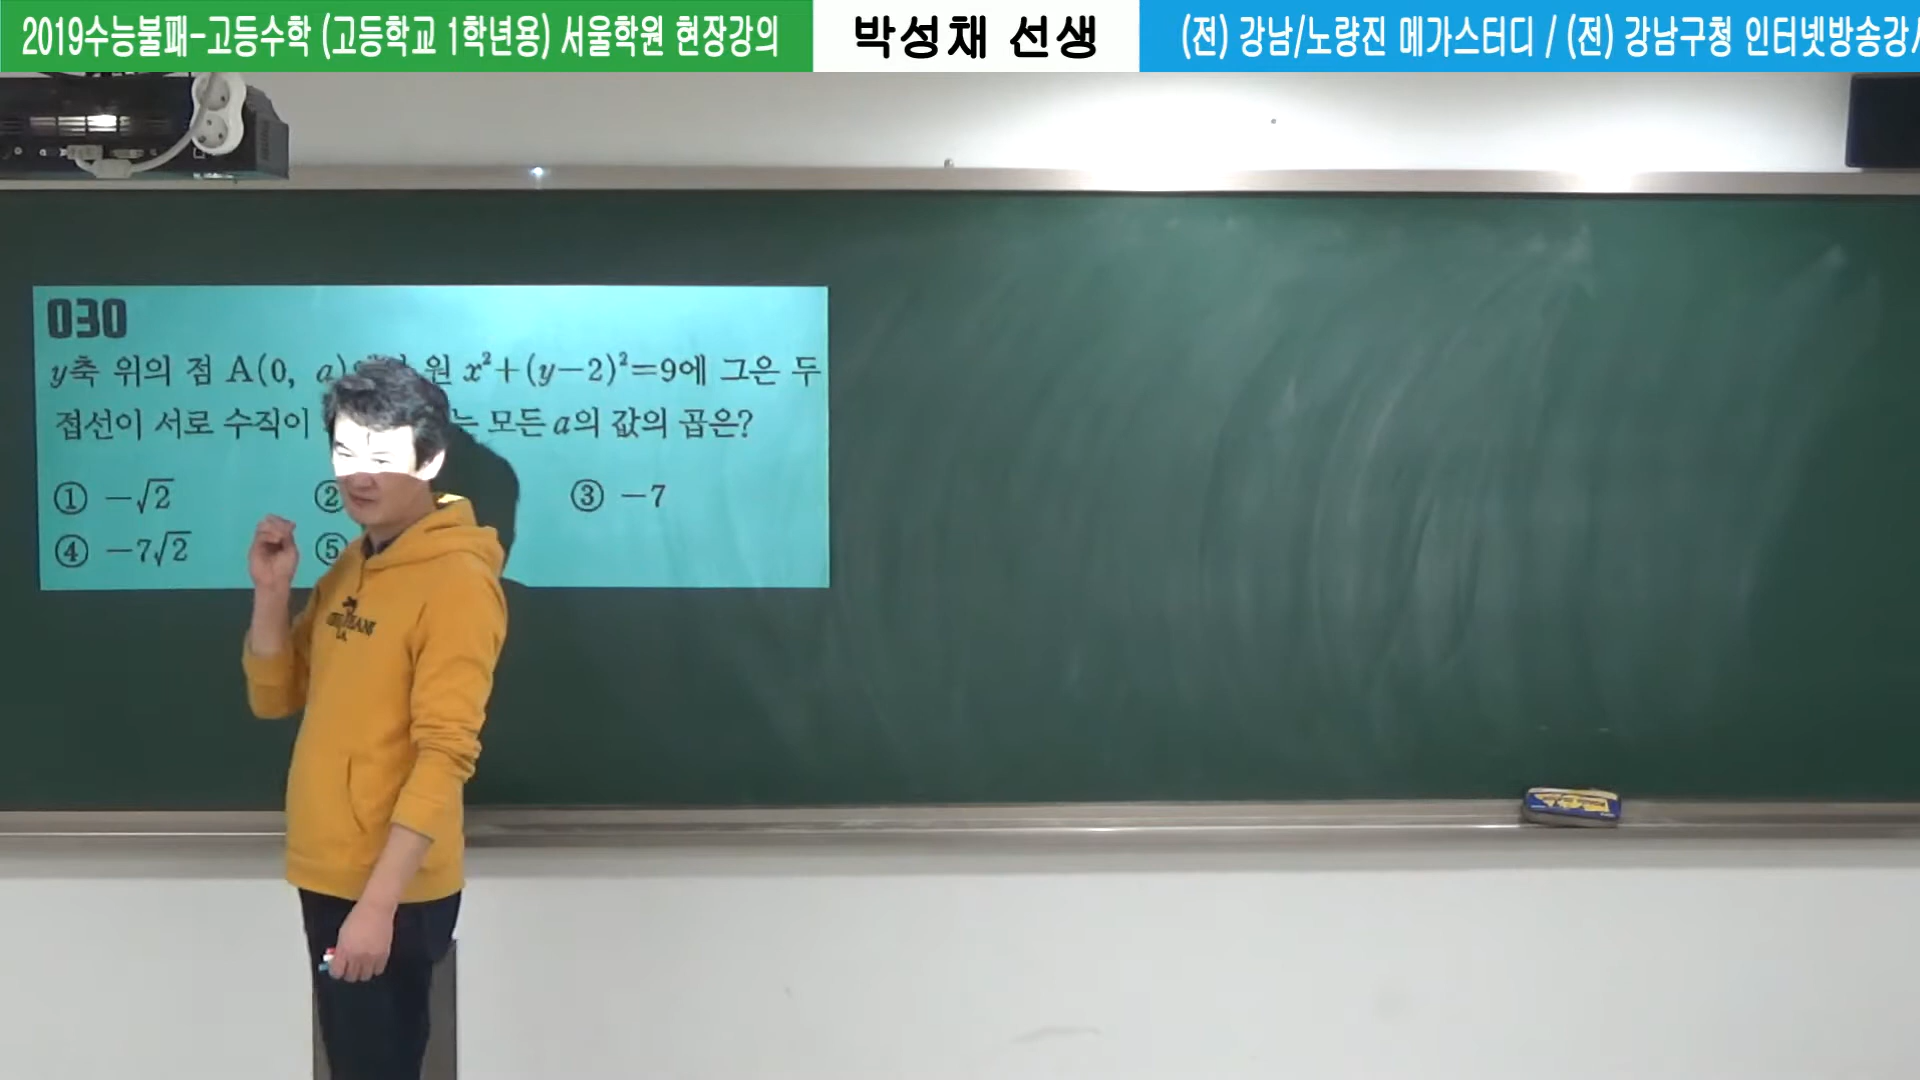 2019수능불패-고등수학 (고등학교 1학년용) 서울학원 현장강의
박성채 선생
(전) 강남/노량진 메가스터디 / (전) 강남구청 인터넷방송강
030
y축 위의 점 A(0, a) 원 x²+(y-2)²=9에 그은 두
접선이 서로 수직이 는 모든 a의 값의 곱은?
① -√2 ② ③ -7
④ -7√2 ⑤